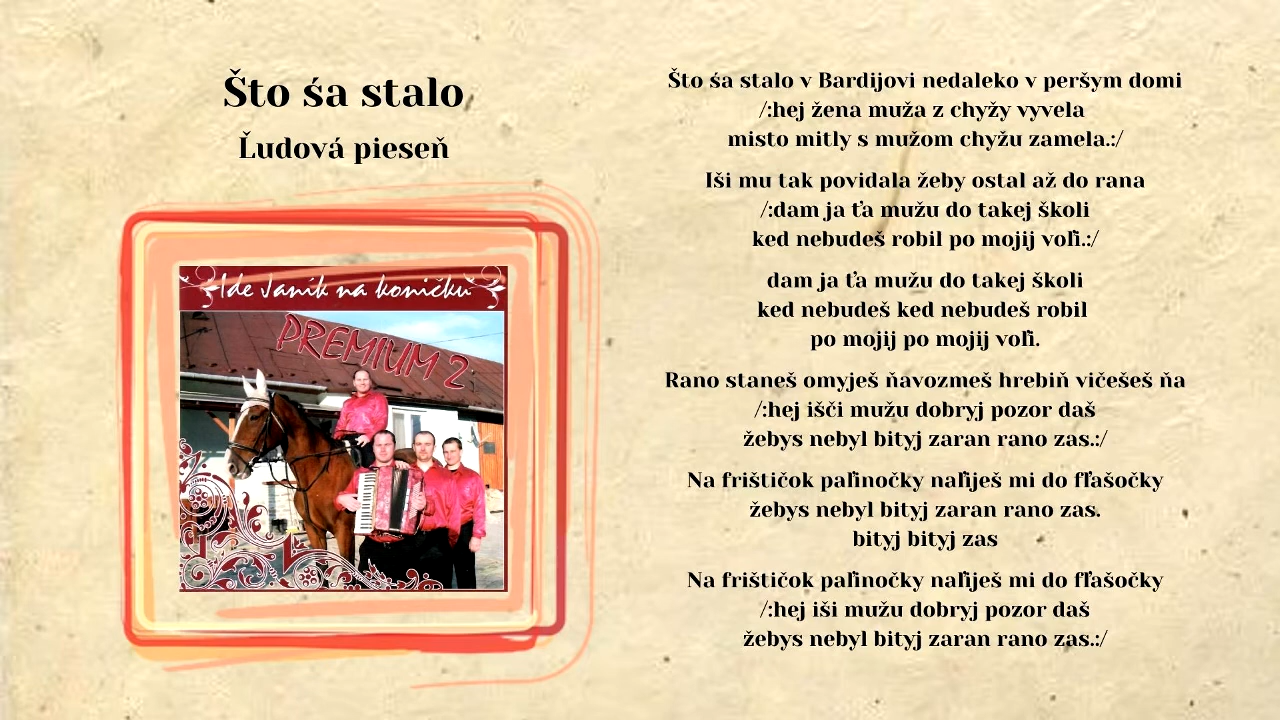 Što śa stalo
Ľudová pieseň
Ide Janík na koníčku
PREMIUM 2
Što śa stalo v Bardijovi nedaleko v peršym domi
/:hej žena muža z chyžy vyvela
misto mitly s mužom chyžu zamela.:/
Iši mu tak povidala žeby ostal až do rana
/:dam ja ťa mužu do takej školi
ked nebudeš robil po mojij voľi.:/
dam ja ťa mužu do takej školi
ked nebudeš ked nebudeš robil
po mojij po mojij voľi.
Rano staneš omyješ ňavozmeš hrebiň vičešeš ňa
/:hej išči mužu dobryj pozor daš
žebys nebyl bityj zaran rano zas.:/
Na frištičok paľinočky naľiješ mi do fľašočky
žebys nebyl bityj zaran rano zas.
bityj bityj zas
Na frištičok paľinočky naľiješ mi do fľašočky
/:hej iši mužu dobryj pozor daš
žebys nebyl bityj zaran rano zas.:/